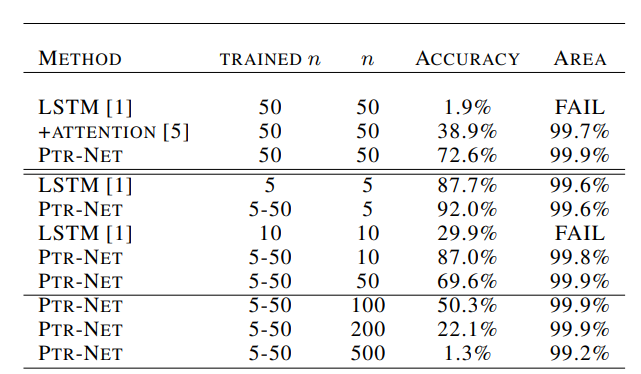 METHOD TRAINED n n ACCURACY AREA
LSTM [1] 50 50 1.9% FAIL
+ATTENTION [5] 50 50 38.9% 99.7%
PTR-NET 50 50 72.6% 99.9%
LSTM [1] 5 5 87.7% 99.6%
PTR-NET 5-50 5 92.0% 99.6%
LSTM [1] 10 10 29.9% FAIL
PTR-NET 5-50 10 87.0% 99.8%
PTR-NET 5-50 50 69.6% 99.9%
PTR-NET 5-50 100 50.3% 99.9%
PTR-NET 5-50 200 22.1% 99.9%
PTR-NET 5-50 500 1.3% 99.2%